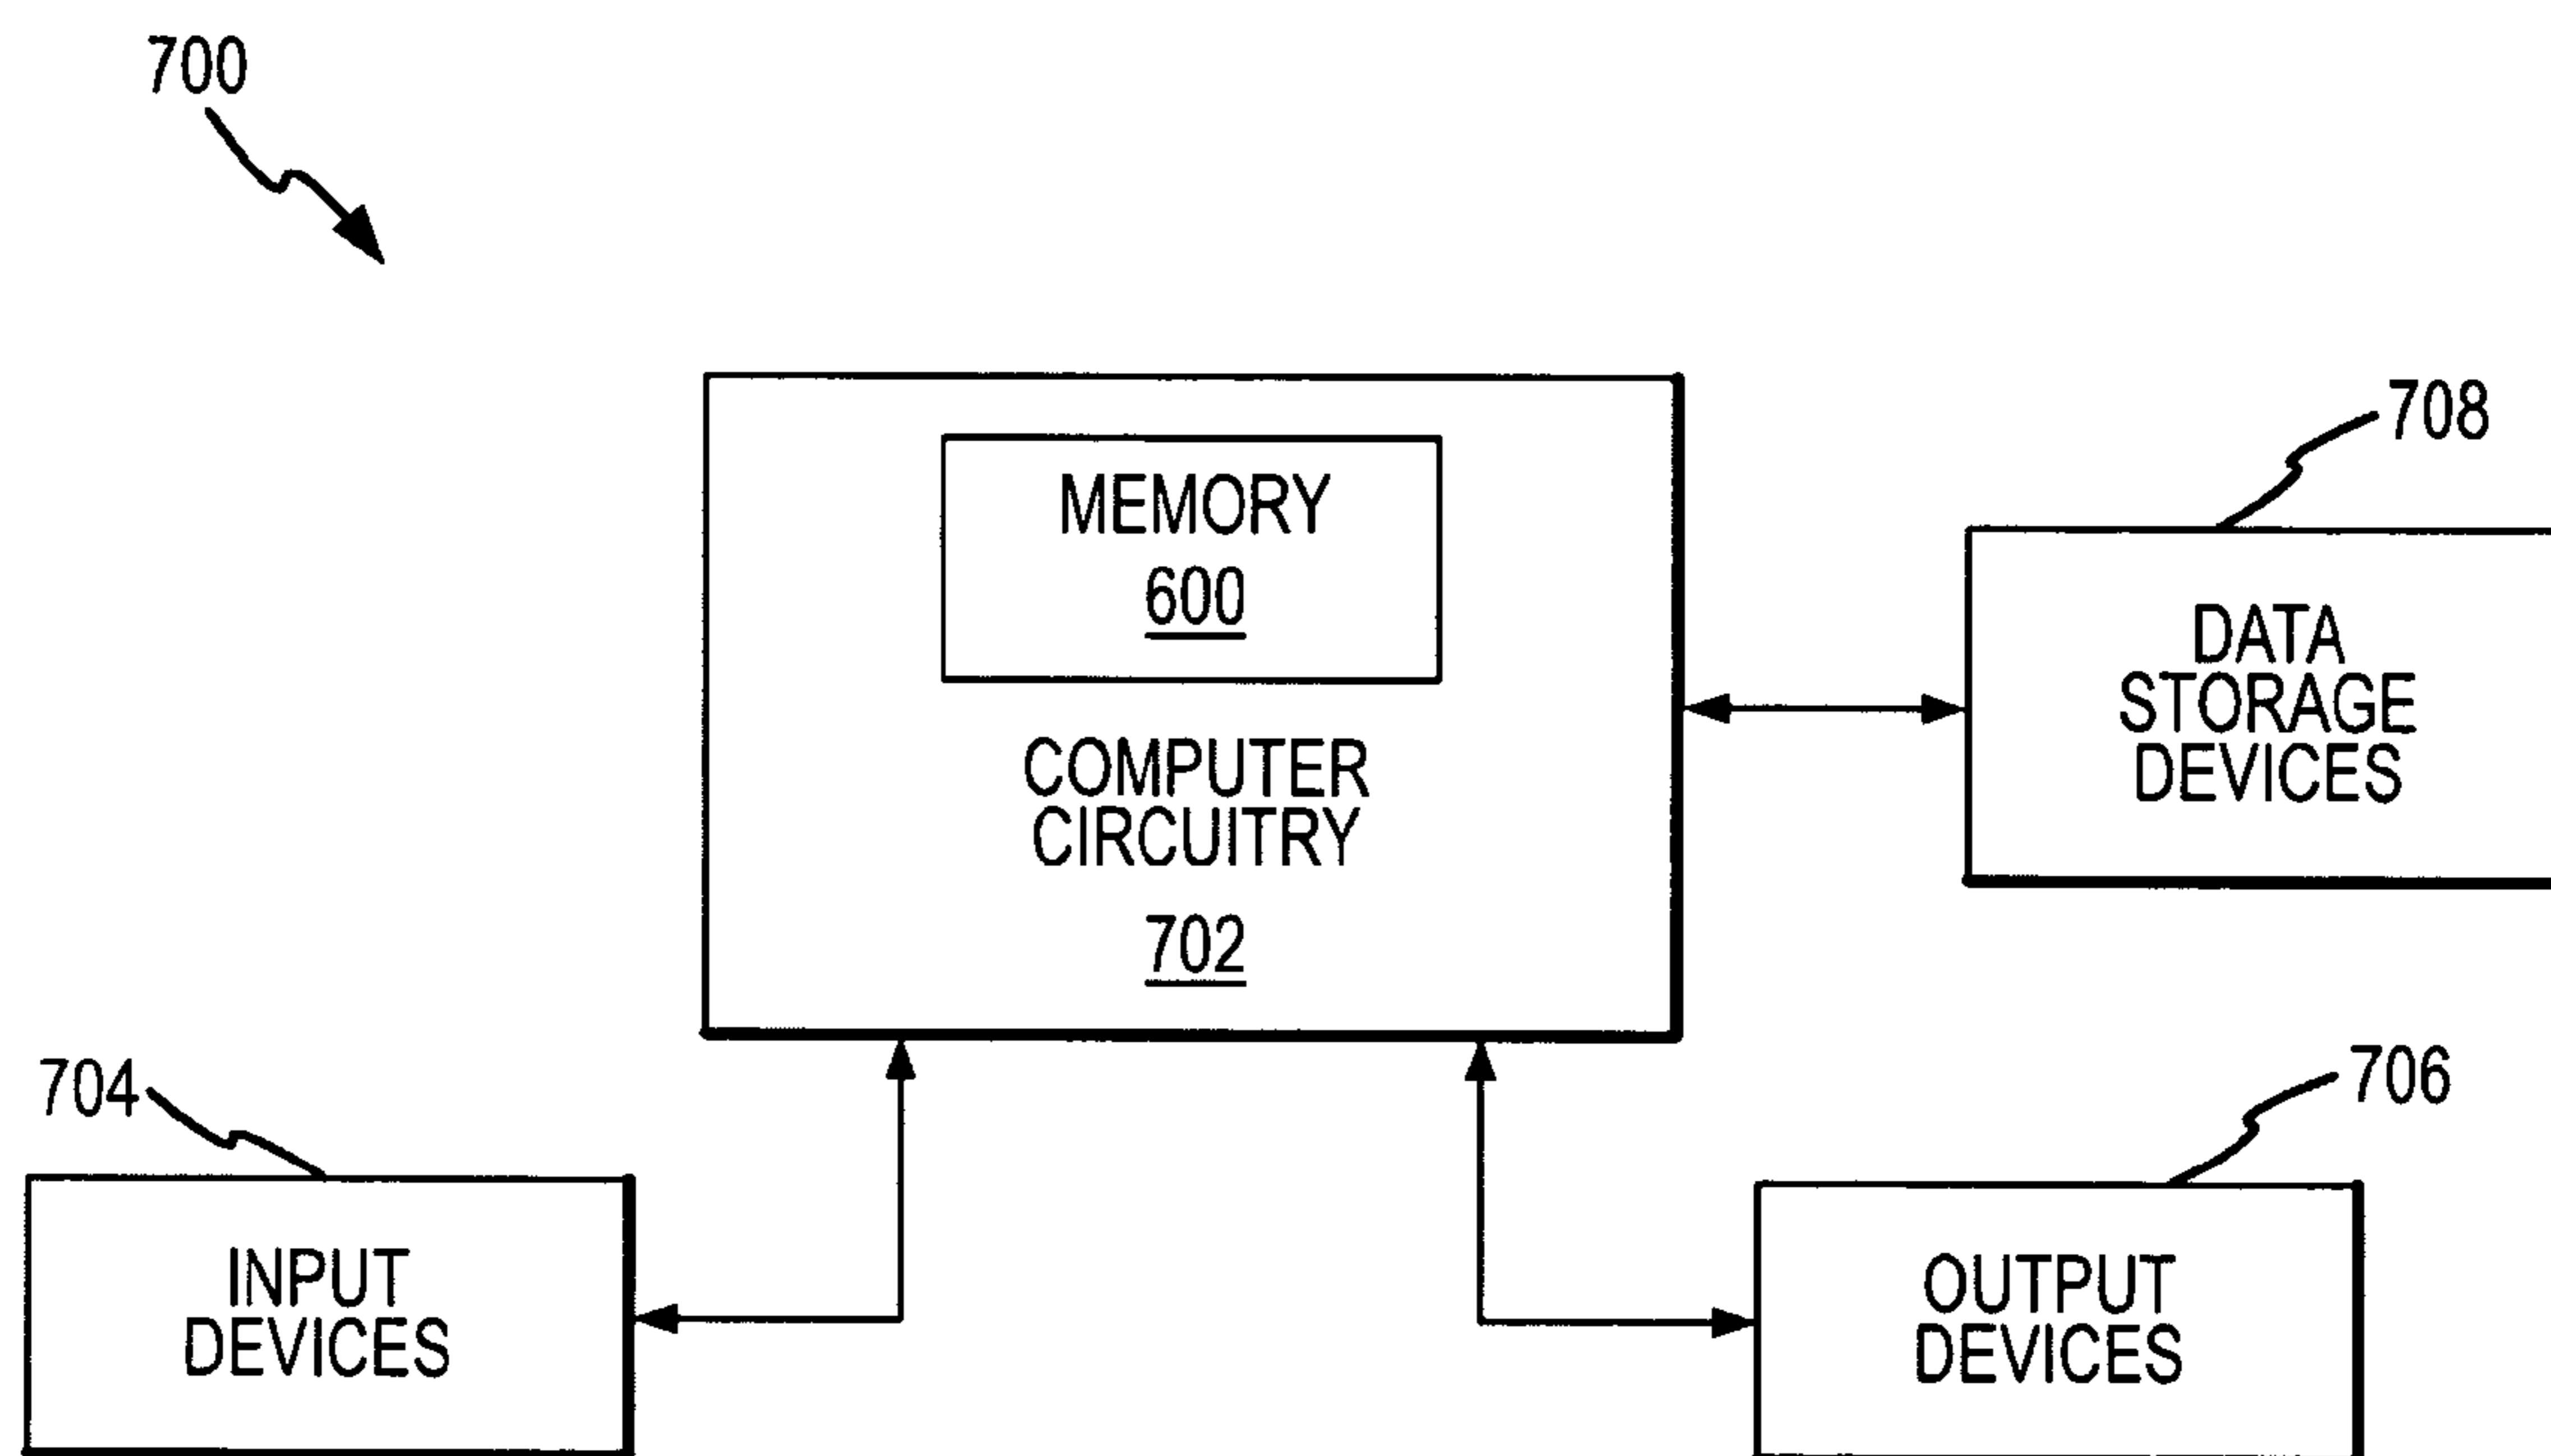 700
MEMORY
600
COMPUTER
CIRCUITRY
702
708
DATA
STORAGE
DEVICES
704
INPUT
DEVICES
706
OUTPUT
DEVICES